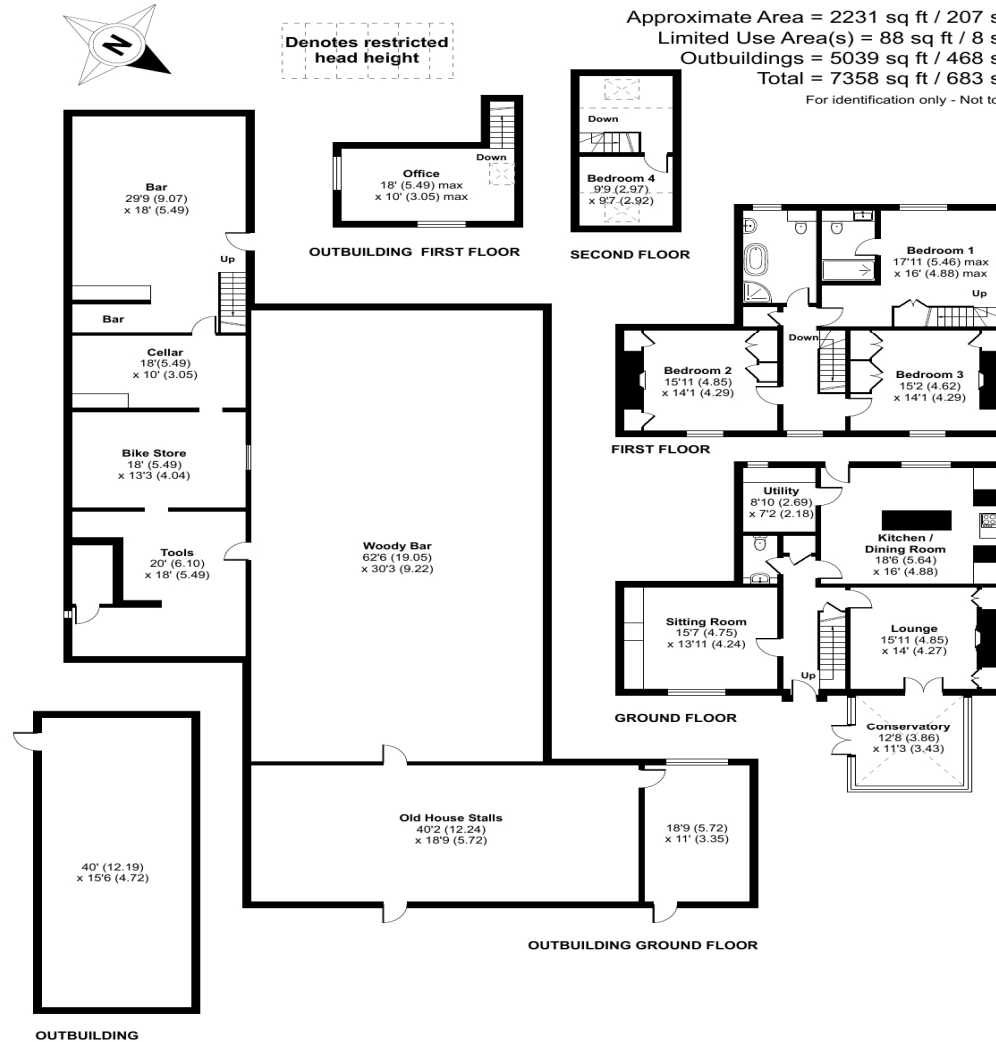 Approximate Area = 2231 sq ft / 207 s
Limited Use Area(s) = 88 sq ft / 8 s
Outbuildings = 5039 sq ft / 468 s
Total = 7358 sq ft / 683 s
For identification only - Not to
N
Denotes restricted
head height
Bar
29'9 (9.07)
x 18' (5.49)
Up
Bar
Cellar
18'(5.49)
x 10' (3.05)
Bike Store
18' (5.49)
x 13'3 (4.04)
Tools
20' (6.10)
x 18' (5.49)
Woody Bar
62'6 (19.05)
x 30'3 (9.22)
Old House Stalls
40'2 (12.24)
x 18'9 (5.72)
18'9 (5.72)
x 11' (3.35)
OUTBUILDING GROUND FLOOR
40' (12.19)
x 15'6 (4.72)
OUTBUILDING
Down
Office
18' (5.49) max
x 10' (3.05) max
OUTBUILDING FIRST FLOOR
Down
Bedroom 4
9'9 (2.97)
x 9'7 (2.92)
SECOND FLOOR
Bedroom 1
17'11 (5.46) max
x 16' (4.88) max
Up
Down
Bedroom 2
15'11 (4.85)
x 14'1 (4.29)
Bedroom 3
15'2 (4.62)
x 14'1 (4.29)
FIRST FLOOR
Utility
8'10 (2.69)
x 7'2 (2.18)
Kitchen /
Dining Room
18'6 (5.64)
x 16' (4.88)
Sitting Room
15'7 (4.75)
x 13'11 (4.24)
Lounge
15'11 (4.85)
x 14' (4.27)
Up
GROUND FLOOR
Conservatory
12'8 (3.86)
x 11'3 (3.43)